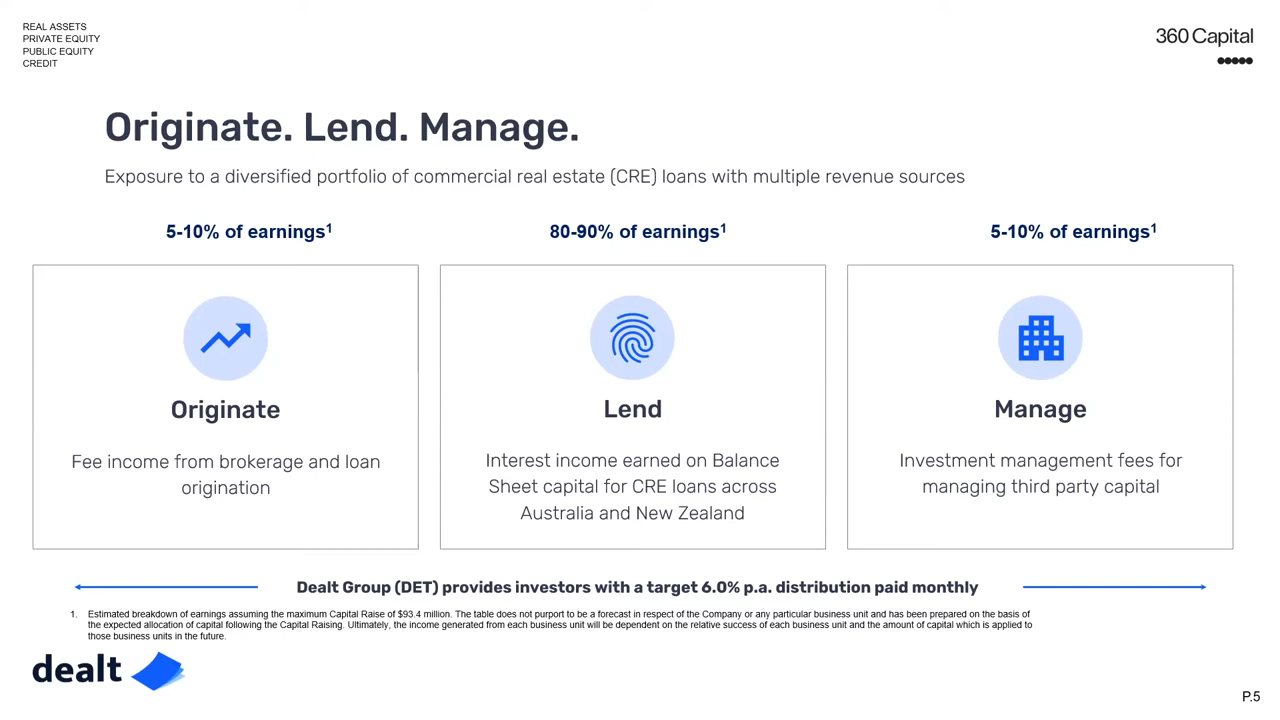 REAL ASSETS
PRIVATE EQUITY
PUBLIC EQUITY
CREDIT
360 Capital
Originate. Lend. Manage.
Exposure to a diversified portfolio of commercial real estate (CRE) loans with multiple revenue sources
5-10% of earnings¹
80-90% of earnings¹
5-10% of earnings¹
Originate
Fee income from brokerage and loan
origination
Lend
Interest income earned on Balance
Sheet capital for CRE loans across
Australia and New Zealand
Manage
Investment management fees for
managing third party capital
Dealt Group (DET) provides investors with a target 6.0% p.a. distribution paid monthly
1. Estimated breakdown of earnings assuming the maximum Capital Raise of $93.4 million. The table does not purport to be a forecast in respect of the Company or any particular business unit and has been prepared on the basis of
the expected allocation of capital following the Capital Raising. Ultimately, the income generated from each business unit will be dependent on the relative success of each business unit and the amount of capital which is applied to
those business units in the future.
dealt
P.5